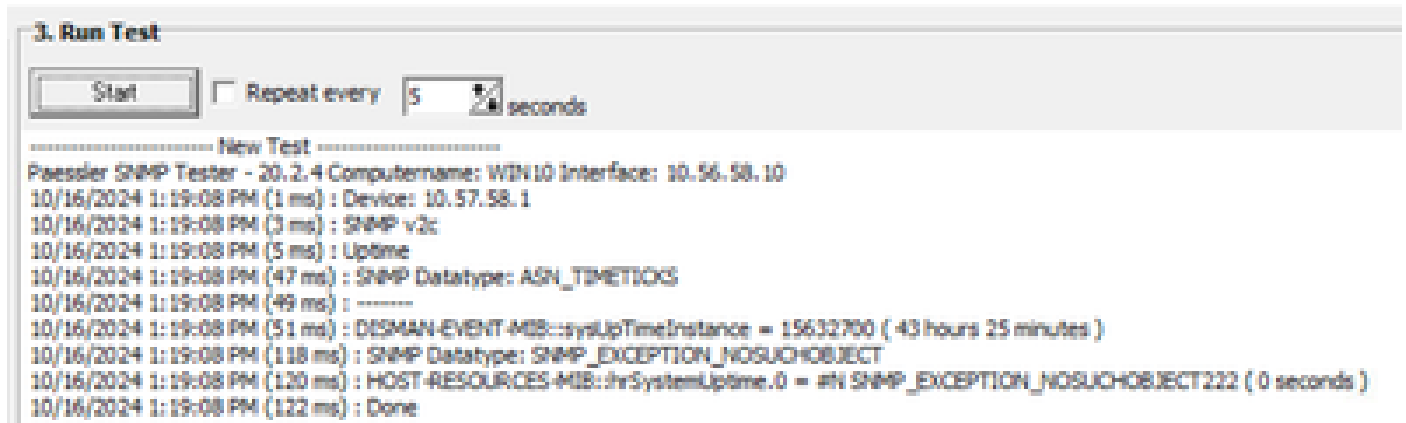 3. Run Test
Start Repeat every 5 seconds
-------------------------- New Test --------------------------
Paessler SNMP Tester - 20.2.4 Computername: WIN10 Interface: 10.56.58.10
10/16/2024 1:19:08 PM (1 ms) : Device: 10.57.58.1
10/16/2024 1:19:08 PM (3 ms) : SNMP v2c
10/16/2024 1:19:08 PM (5 ms) : Uptime
10/16/2024 1:19:08 PM (47 ms) : SNMP Datatype: ASN_TIMETICKS
10/16/2024 1:19:08 PM (49 ms) : --------
10/16/2024 1:19:08 PM (51 ms) : DISMAN-EVENT-MIB::sysUpTimeInstance = 15632700 ( 43 hours 25 minutes )
10/16/2024 1:19:08 PM (118 ms) : SNMP Datatype: SNMP_EXCEPTION_NOSUCHOBJECT
10/16/2024 1:19:08 PM (120 ms) : HOST-RESOURCES-MIB::hrSystemUptime.0 = #N SNMP_EXCEPTION_NOSUCHOBJECT222 ( 0 seconds )
10/16/2024 1:19:08 PM (122 ms) : Done